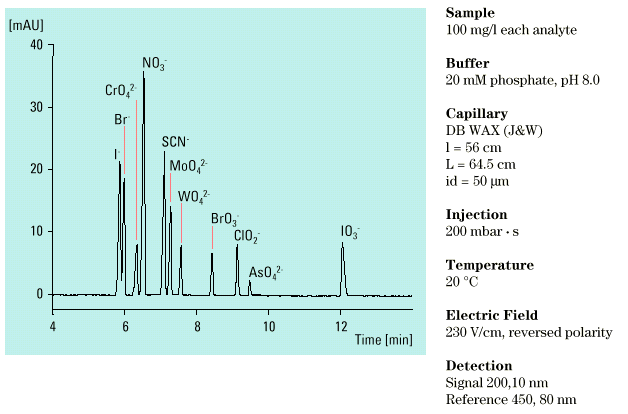 [mAU]
40
30
20
10
0
4
6
8
10
12
Time [min]
I⁻
Br⁻
CrO₄²⁻
NO₃⁻
SCN⁻
MoO₄²⁻
WO₄²⁻
BrO₃⁻
ClO₂⁻
AsO₄²⁻
IO₃⁻
Sample
100 mg/l each analyte
Buffer
20 mM phosphate, pH 8.0
Capillary
DB WAX (J&W)
l = 56 cm
L = 64.5 cm
id = 50 µm
Injection
200 mbar · s
Temperature
20 °C
Electric Field
230 V/cm, reversed polarity
Detection
Signal 200,10 nm
Reference 450, 80 nm